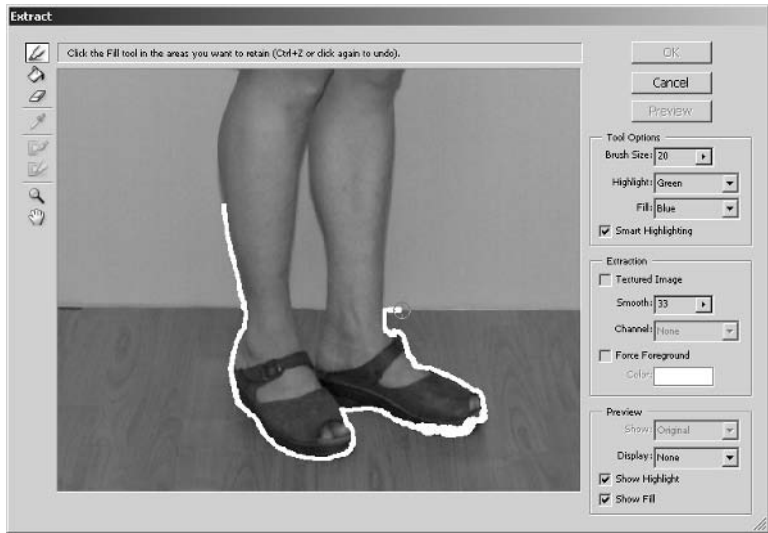 Extract
Click the Fill tool in the areas you want to retain (Ctrl+Z or click again to undo).
OK
Cancel
Preview
Tool Options
Brush Size: 20
Highlight: Green
Fill: Blue
Smart Highlighting
Extraction
Textured Image
Smooth: 33
Channel: None
Force Foreground
Color:
Preview
Show: Original
Display: None
Show Highlight
Show Fill